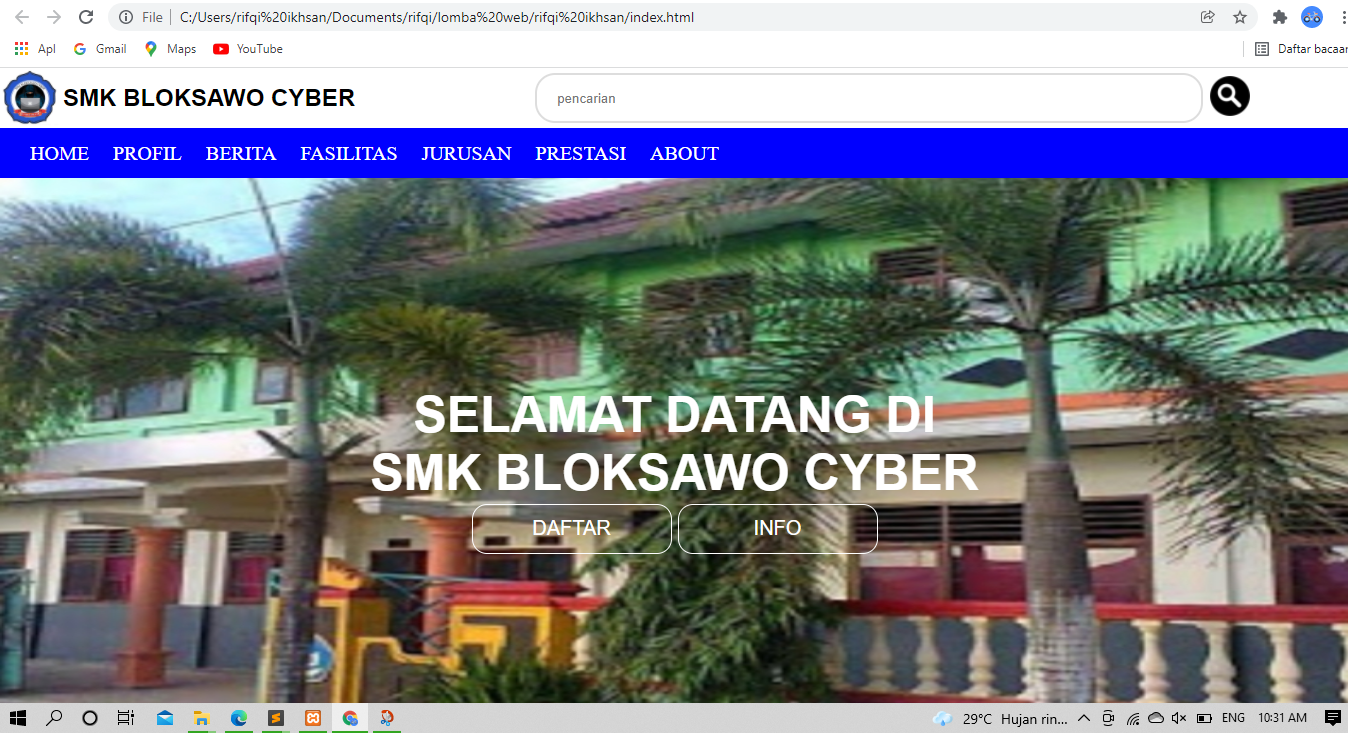 File C:/Users/rifqi%20ikhsan/Documents/rifqi/lomba%20web/rifqi%20ikhsan/index.html
Apl Gmail Maps YouTube Daftar bacaan
SMK BLOKSAWO CYBER pencarian
HOME PROFIL BERITA FASILITAS JURUSAN PRESTASI ABOUT
SELAMAT DATANG DI
SMK BLOKSAWO CYBER
DAFTAR INFO
29°C Hujan rin... ENG 10:31 AM